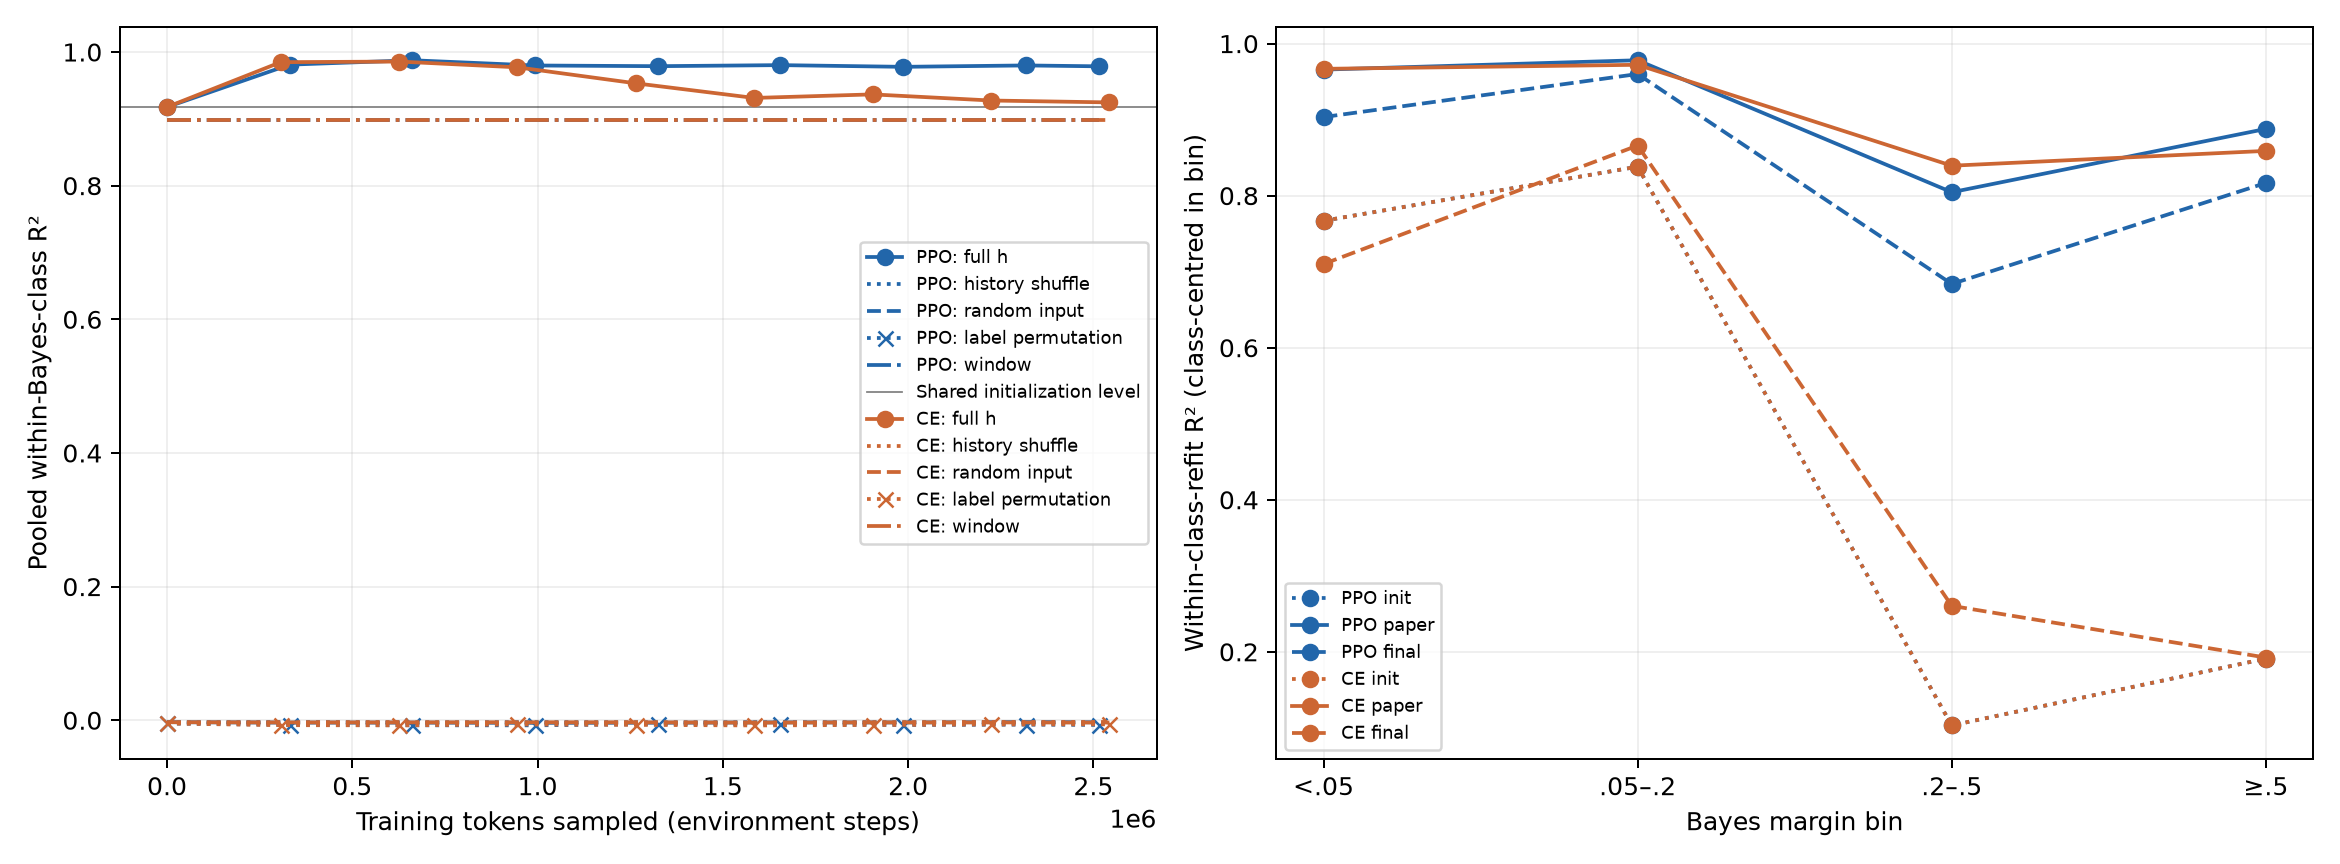 Pooled within-Bayes-class R²
1.0
0.8
0.6
0.4
0.2
0.0
PPO: full h
PPO: history shuffle
PPO: random input
PPO: label permutation
PPO: window
Shared initialization level
CE: full h
CE: history shuffle
CE: random input
CE: label permutation
CE: window
0.0 0.5 1.0 1.5 2.0 2.5
1e6
Training tokens sampled (environment steps)
Within-class-refit R² (class-centred in bin)
1.0
0.8
0.6
0.4
0.2
PPO init
PPO paper
PPO final
CE init
CE paper
CE final
<.05 .05–.2 .2–.5 ≥.5
Bayes margin bin